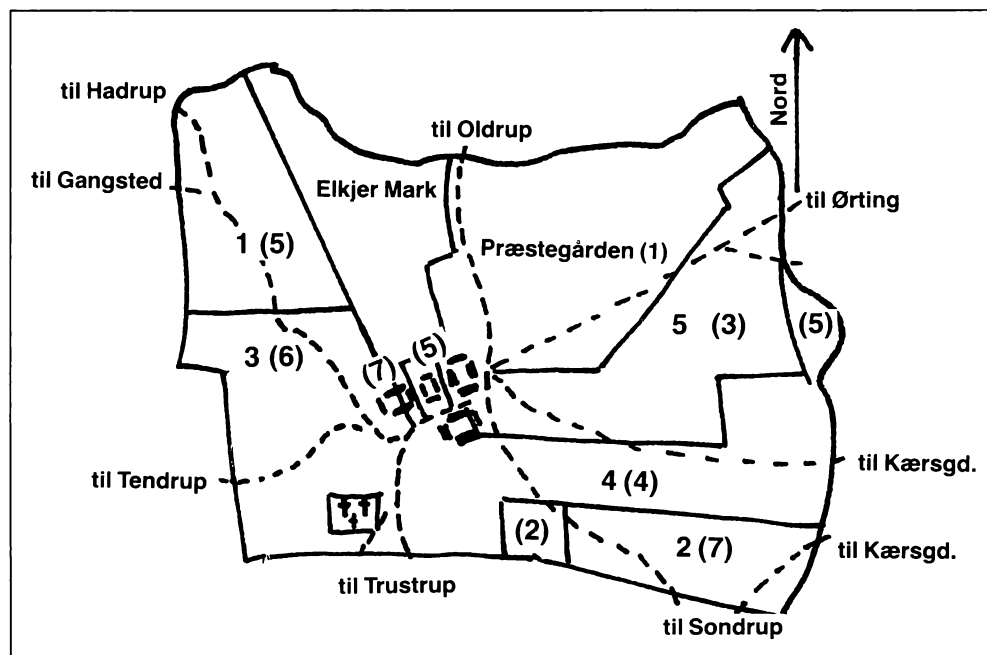 Nord
til Hadrup
til Oldrup
til Gangsted
Elkjer Mark
til Ørting
1 (5)
Præstegården (1)
5 (3)
(5)
3 (6)
(7)
(5)
til Tendrup
til Kærsgd.
4 (4)
(2)
2 (7)
til Kærsgd.
til Trustrup
til Sondrup